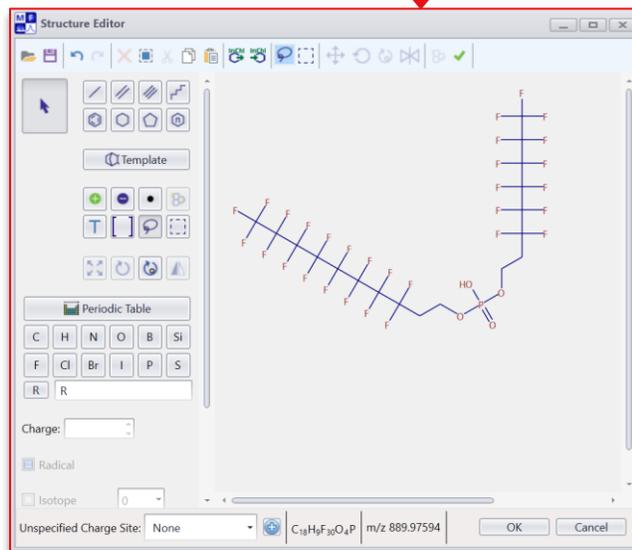 Structure Editor
Template
Periodic Table
C H N O B Si
F Cl Br I P S
R R
Charge:
Radical
Isotope 0
F
F F
F F
F F
F F
F F
F F
F F
F F
F F
F F
F F
F F
F F
F F
F
HO
P
O
O
O
Unspecified Charge Site: None C₁₈H₉F₃₀O₄P m/z 889.97594 OK Cancel